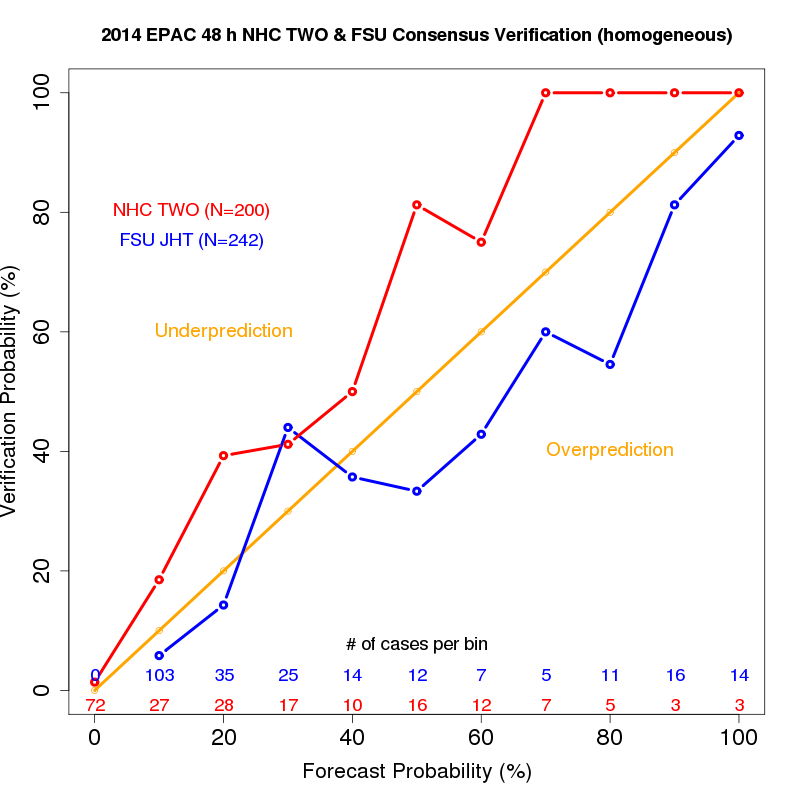 2014 EPAC 48 h NHC TWO & FSU Consensus Verification (homogeneous)
100
80
60
40
20
0
Verification Probability (%)
NHC TWO (N=200)
FSU JHT (N=242)
Underprediction
Overprediction
# of cases per bin
0 103 35 25 14 12 7 5 11 16 14
72 27 28 17 10 16 12 7 5 3 3
0 20 40 60 80 100
Forecast Probability (%)